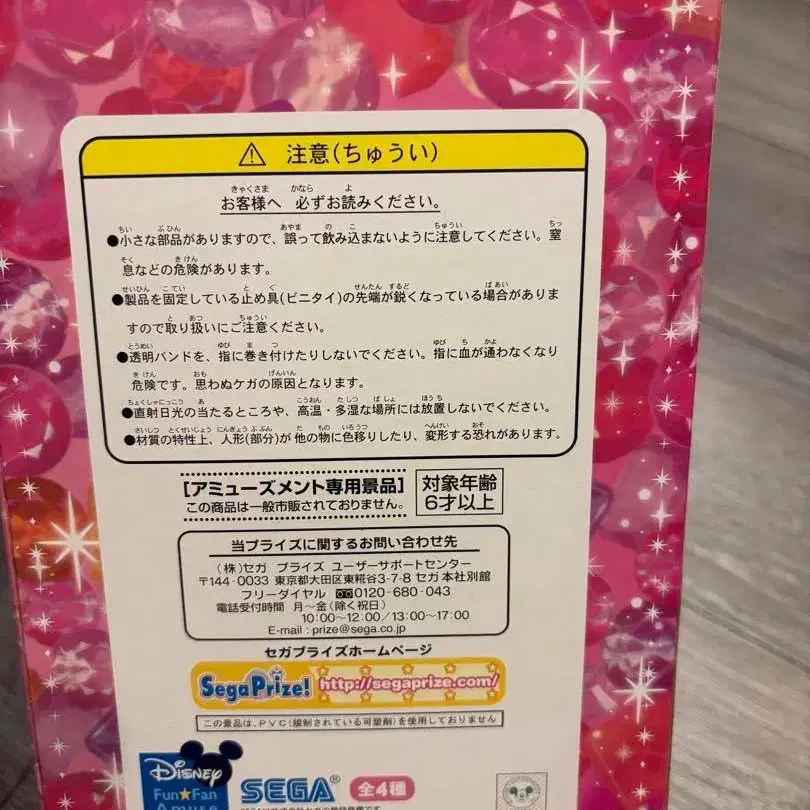 ⚠ 注意(ちゅうい)
お客様へ 必ずお読みください。
●小さな部品がありますので、誤って飲み込まないように注意してください。窒
息などの危険があります。
●製品を固定している止め具(ビニタイ)の先端が鋭くなっている場合がありま
すので取り扱いにご注意ください。
●透明バンドを、指に巻き付けたりしないでください。指に血が通わなくなり
危険です。思わぬケガの原因となります。
●直射日光の当たるところや、高温・多湿な場所には放置しないでください。
●材質の特性上、人形(部分)が他の物に色移りしたり、変形する恐れがあります。
[アミューズメント専用景品]
この商品は一般市販されておりません。
対象年齢
6才以上
当プライズに関するお問い合わせ先
(株)セガ プライズ ユーザーサポートセンター
〒144-0033 東京都大田区東糀谷3-7-8 セガ本社別館
フリーダイヤル 0120-680-043
電話受付時間 月〜金(除く祝日)
10:00〜12:00/13:00〜17:00
E-mail : prize@sega.co.jp
セガプライズホームページ
SegaPrize! http://segaprize.com/
この景品は、PVC(規制されている可塑剤)を使用しておりません
DISNEY
Fun★Fan
Amuse
SEGA®
全4種